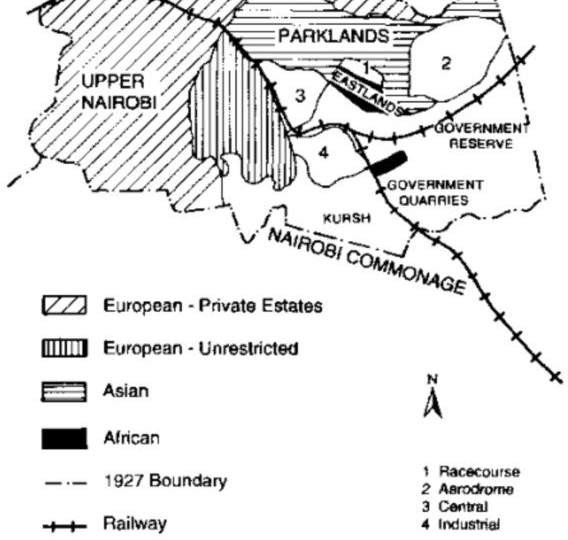 PARKLANDS
UPPER
NAIROBI
1
2
EASTLANDS
3
4
GOVERNMENT
RESERVE
GOVERNMENT
QUARRIES
KURSH
NAIROBI COMMONAGE
European - Private Estates
European - Unrestricted
Asian
African
1927 Boundary
Railway
N
1 Racecourse
2 Aerodrome
3 Central
4 Industrial